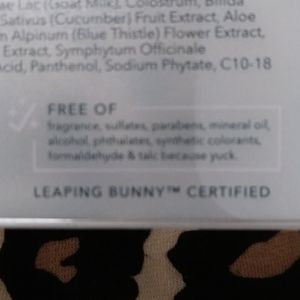 ae Lac (Goat Milk), Colostrum, Bifida
Sativus (Cucumber) Fruit Extract, Aloe
m Alpinum (Blue Thistle) Flower Extract,
Extract, Symphytum Officinale
Acid, Panthenol, Sodium Phytate, C10-18
FREE OF
fragrance, sulfates, parabens, mineral oil,
alcohol, phthalates, synthetic colorants,
formaldehyde & talc because yuck.
LEAPING BUNNY™ CERTIFIED